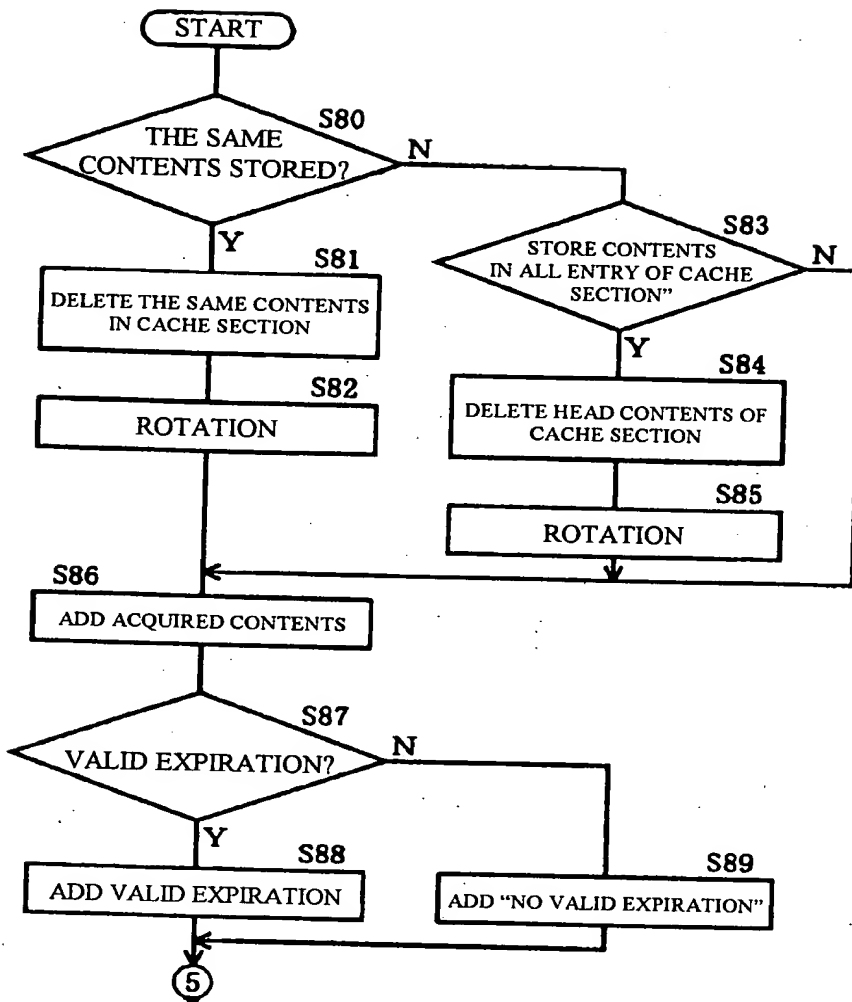 START
S80
THE SAME
CONTENTS STORED?
N
Y
S81
DELETE THE SAME CONTENTS
IN CACHE SECTION
S82
ROTATION
S83
STORE CONTENTS
IN ALL ENTRY OF CACHE
SECTION”
N
Y
S84
DELETE HEAD CONTENTS OF
CACHE SECTION
S85
ROTATION
S86
ADD ACQUIRED CONTENTS
S87
VALID EXPIRATION?
N
Y
S88
ADD VALID EXPIRATION
S89
ADD “NO VALID EXPIRATION”
5